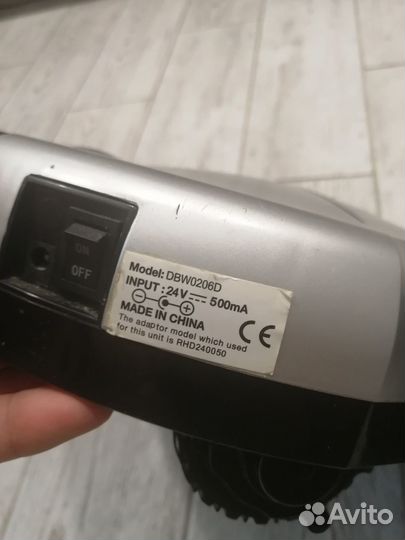 ON
OFF
Model: DBW0206D
INPUT: 24V⎓500mA
MADE IN CHINA
The adaptor model which used
for this unit is RHD240050
CE
Avito